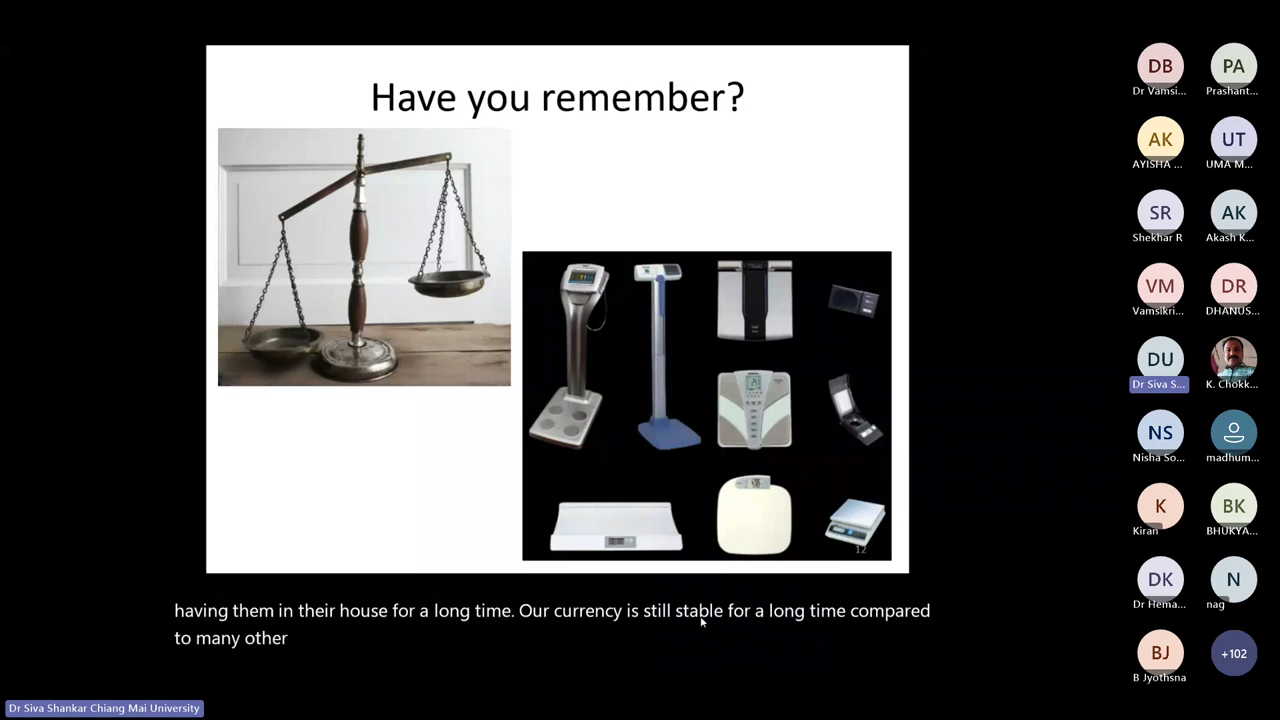 Have you remember?
12
having them in their house for a long time. Our currency is still stable for a long time compared
to many other
Dr Siva Shankar Chiang Mai University
DB
Dr Vamsi...
PA
Prashant...
AK
AYISHA ...
UT
UMA M...
SR
Shekhar R
AK
Akash K...
VM
Vamsikri...
DR
DHANUS...
DU
Dr Siva S...
K. Chokk...
NS
Nisha So...
madhum...
K
Kiran
BK
BHUKYA...
DK
Dr Hema...
N
nag
BJ
B Jyothsna
+102